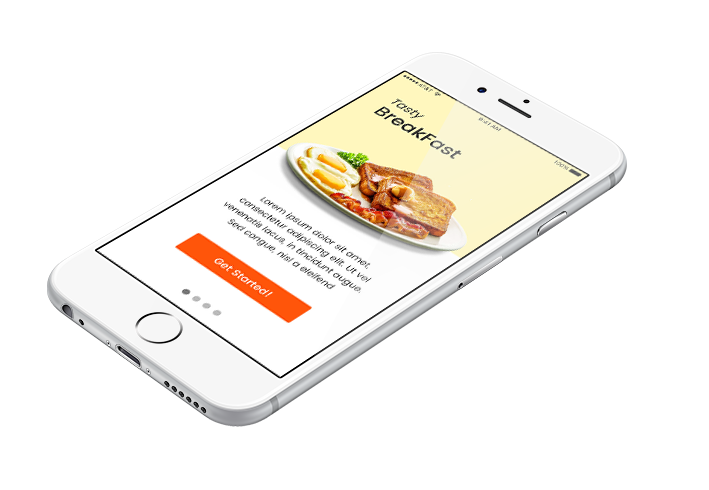 AT&T
9:41 AM
100%
Tasty
BreakFast
Lorem ipsum dolor sit amet,
consectetur adipiscing elit. Ut vel
venenatis lacus, in tincidunt augue.
Sed congue, nisl a eleifend
Get Started!